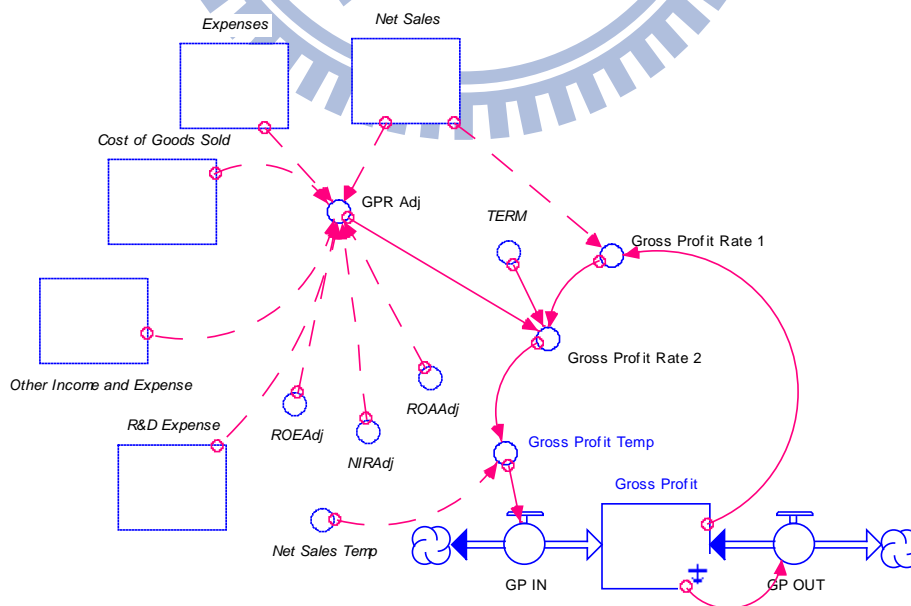 Expenses
Net Sales
Cost of Goods Sold
GPR Adj
TERM
Gross Profit Rate 1
Gross Profit Rate 2
Other Income and Expense
ROAAdj
R&D Expense
ROEAdj
NIRAdj
Gross Profit Temp
Gross Profit
Net Sales Temp
GP IN
GP OUT